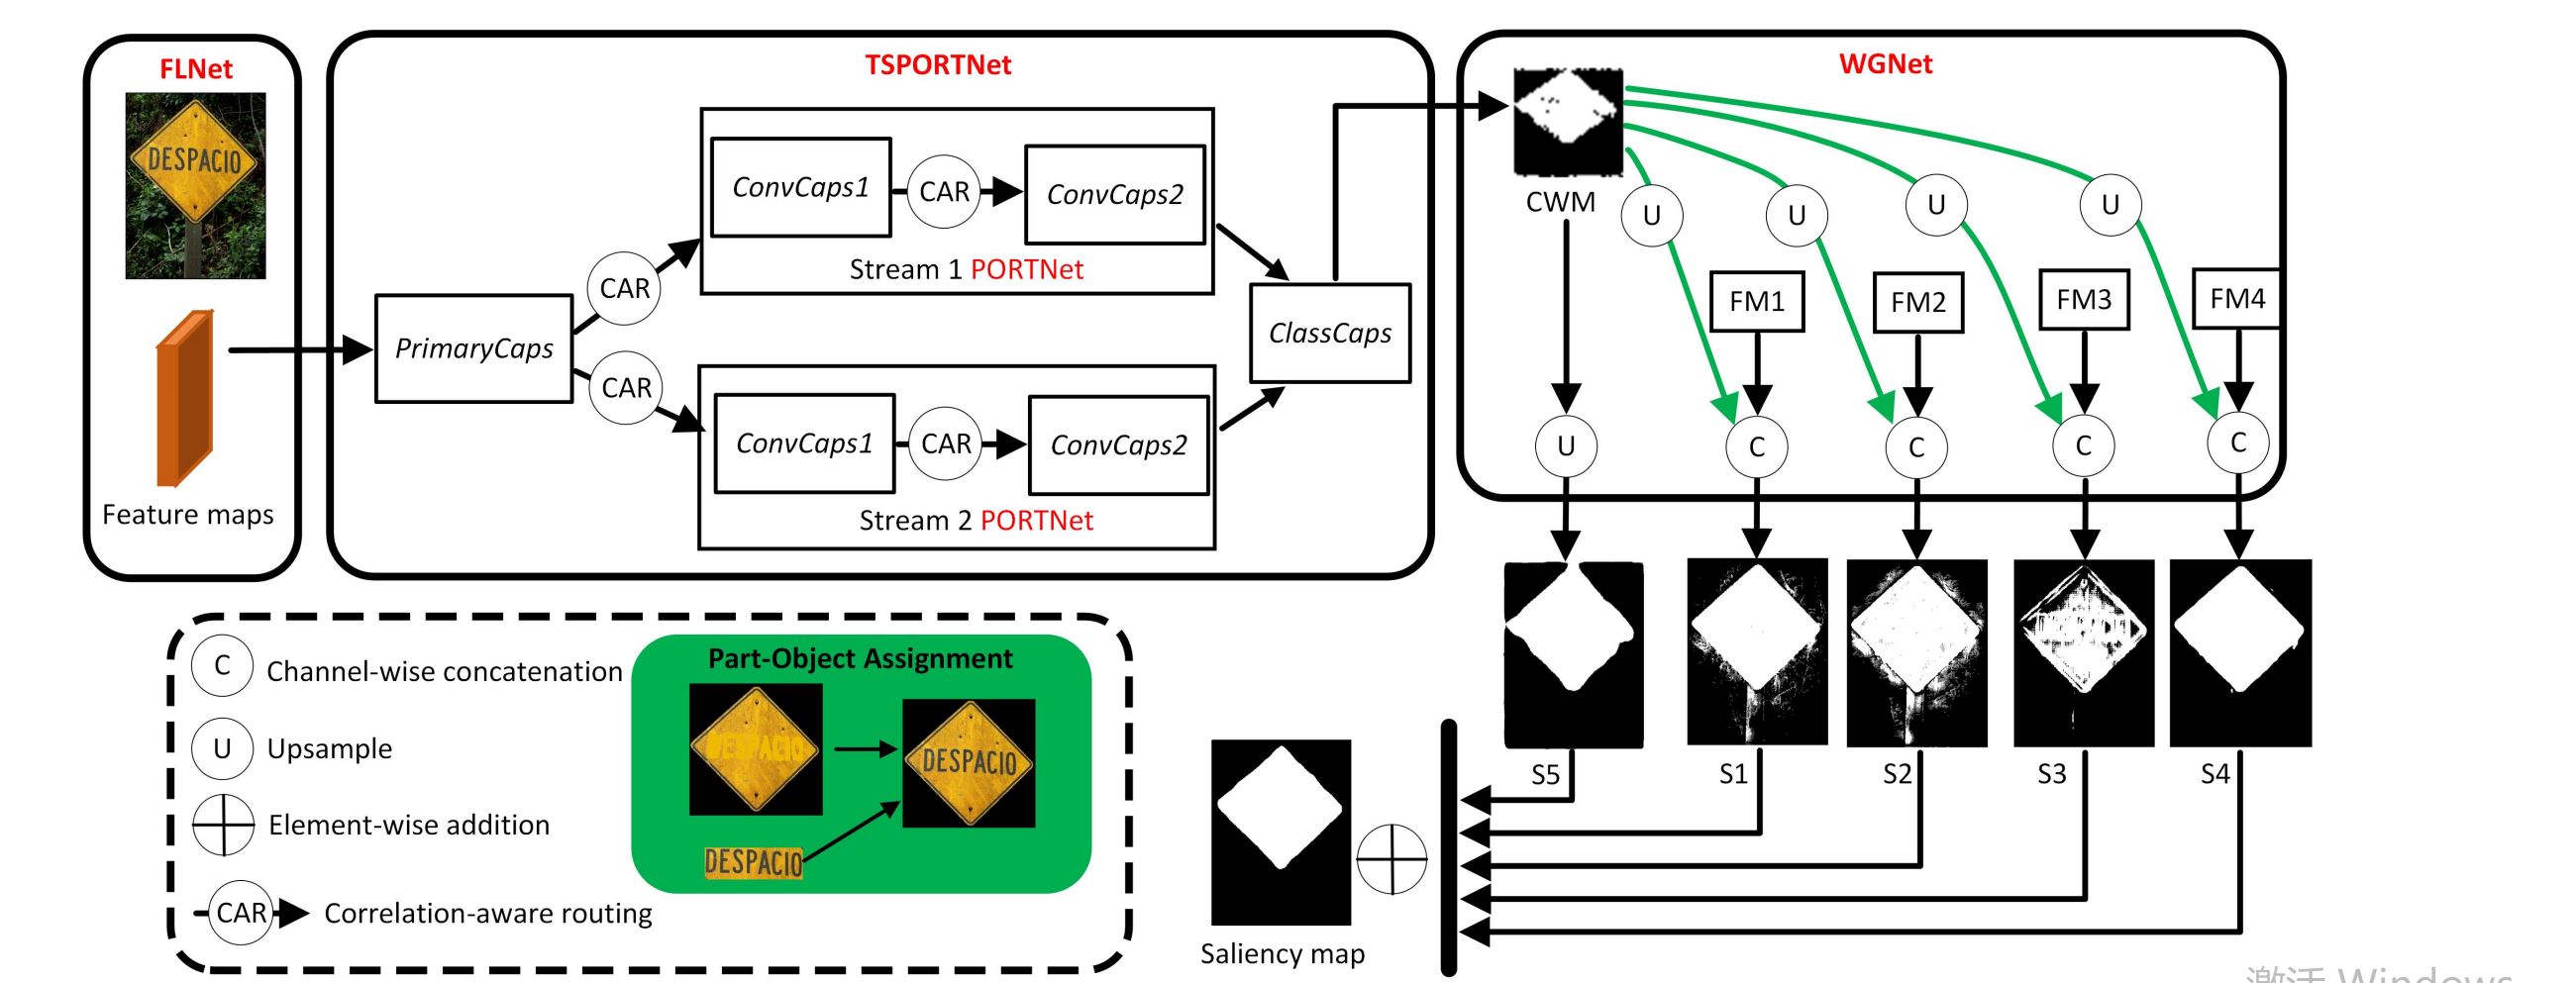 FLNet
DESPACIO
Feature maps
TSPORTNet
PrimaryCaps
CAR
CAR
ConvCaps1
CAR
ConvCaps2
Stream 1 PORTNet
ConvCaps1
CAR
ConvCaps2
Stream 2 PORTNet
ClassCaps
WGNet
CWM
U
U
U
U
FM1
FM2
FM3
FM4
U
C
C
C
C
S5
S1
S2
S3
S4
Saliency map
C Channel-wise concatenation
U Upsample
Element-wise addition
CAR Correlation-aware routing
Part-Object Assignment
DESPACIO
DESPACIO
DESPACIO
激活 Windows